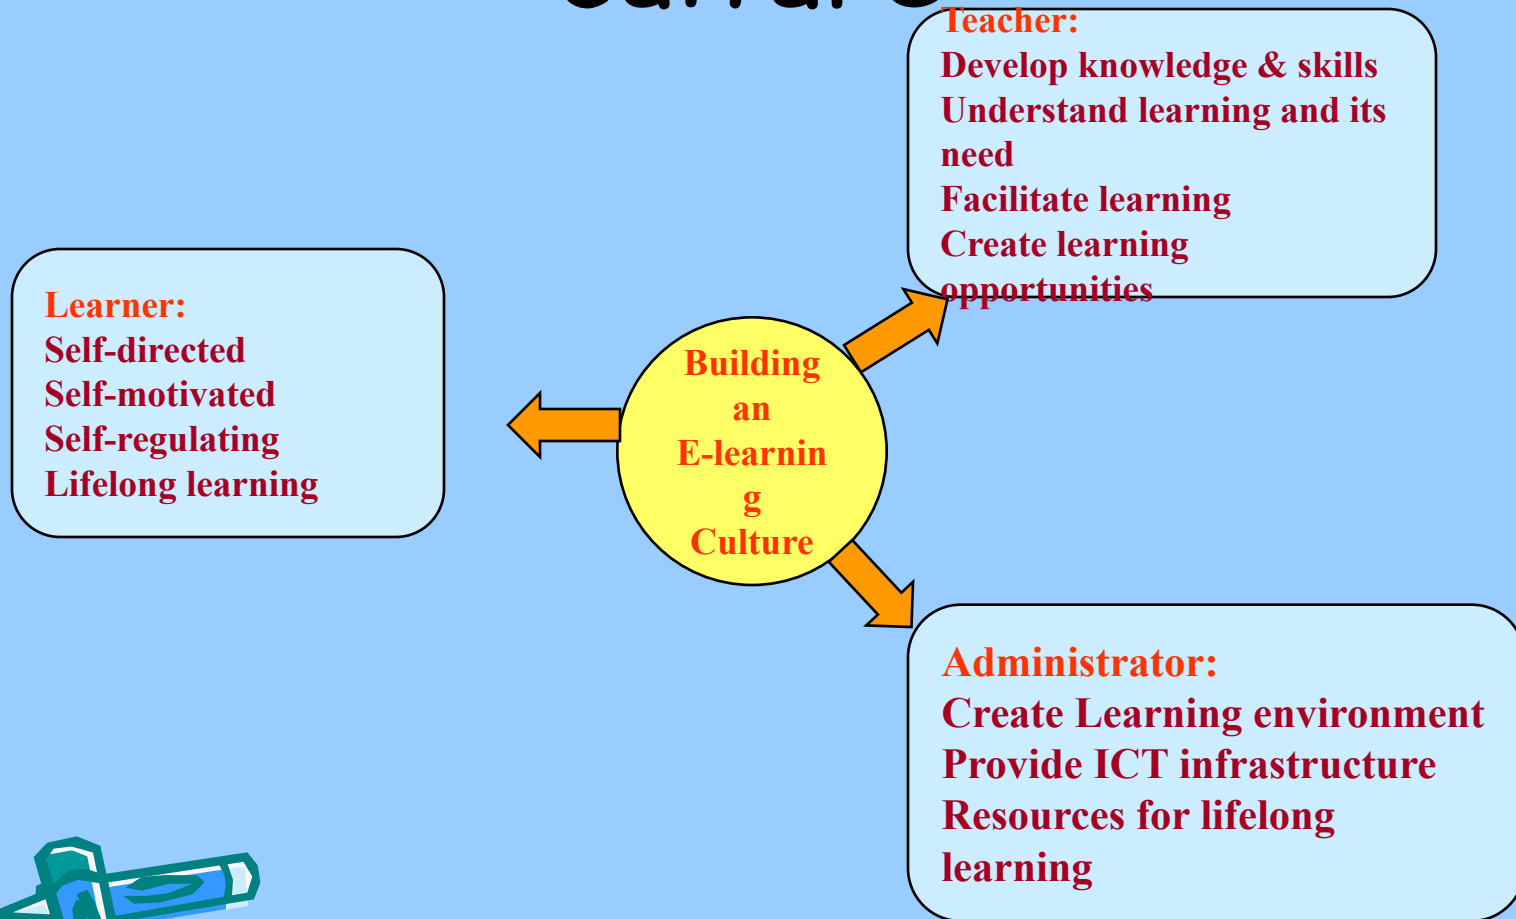 Teacher:
Develop knowledge & skills
Understand learning and its
need
Facilitate learning
Create learning
opportunities
Learner:
Self-directed
Self-motivated
Self-regulating
Lifelong learning
Building
an
E-learnin
g
Culture
Administrator:
Create Learning environment
Provide ICT infrastructure
Resources for lifelong
learning